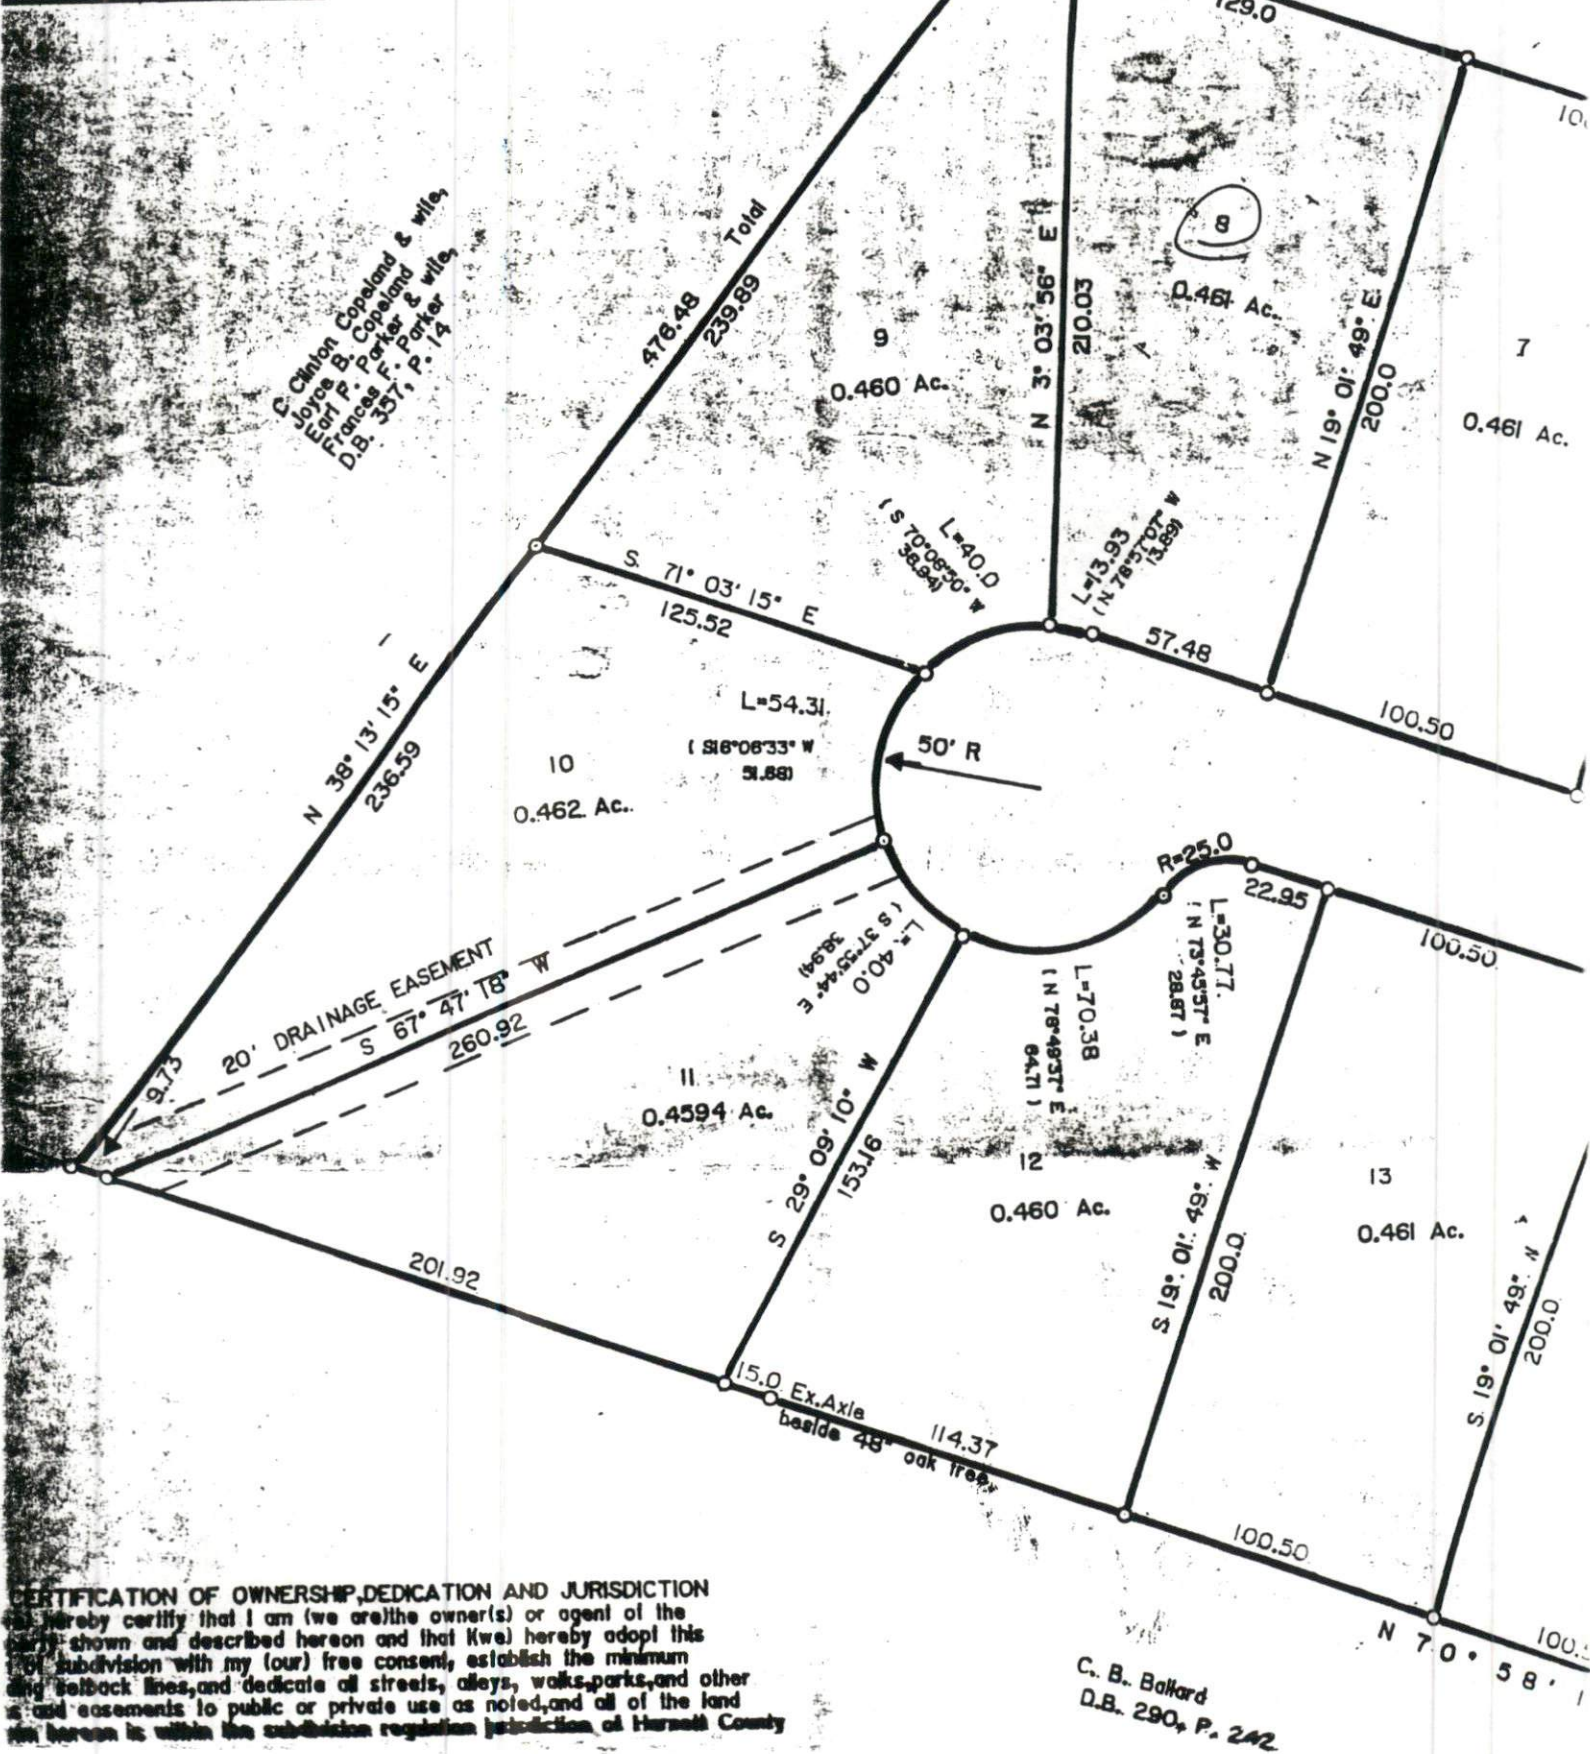 129.0
10
C. Clinton Copeland & wife,
Joyce B. Copeland
Earl P. Parker & wife,
Frances F. Parker
D.B. 357, P. 14
476.48 Total
239.89
N 3° 03' 56" E
210.03
8
0.461 Ac.
N 19° 01' 49" E
200.0
7
0.461 Ac.
9
0.460 Ac.
L=40.0
( S 70°06'50" W
38.94)
L=13.93
( N 78°57'07" W
13.89)
S 71° 03' 15" E
125.52
57.48
100.50
N 38° 13' 15" E
236.59
L=54.31
( S16°06'33" W
51.68)
50' R
10
0.462 Ac.
R=25.0
22.95
100.50
L=30.77
( N 73°45'57" E
28.87 )
20' DRAINAGE EASEMENT
S 67° 47' 18" W
260.92
9.73
L= 40.0
( S 37°55'44" E
38.94)
L=70.38
( N 78°49'37" E
64.71 )
11
0.4594 Ac.
S 29° 09' 10" W
153.16
12
0.460 Ac.
S 19° 01' 49" W
200.0
13
0.461 Ac.
S 19° 01' 49" W
200.0
201.92
15.0 Ex.Axle
beside 48" oak tree
114.37
100.50
N 70° 58' 1
100.5
CERTIFICATION OF OWNERSHIP,DEDICATION AND JURISDICTION
hereby certify that I am (we are)the owner(s) or agent of the
shown and described hereon and that I(we) hereby adopt this
of subdivision with my (our) free consent, establish the minimum
setback lines,and dedicate all streets, alleys, walks,parks,and other
and easements to public or private use as noted,and all of the land
hereon is within the subdivision regulation jurisdiction of Harnett County
C. B. Ballard
D.B. 290, P. 242